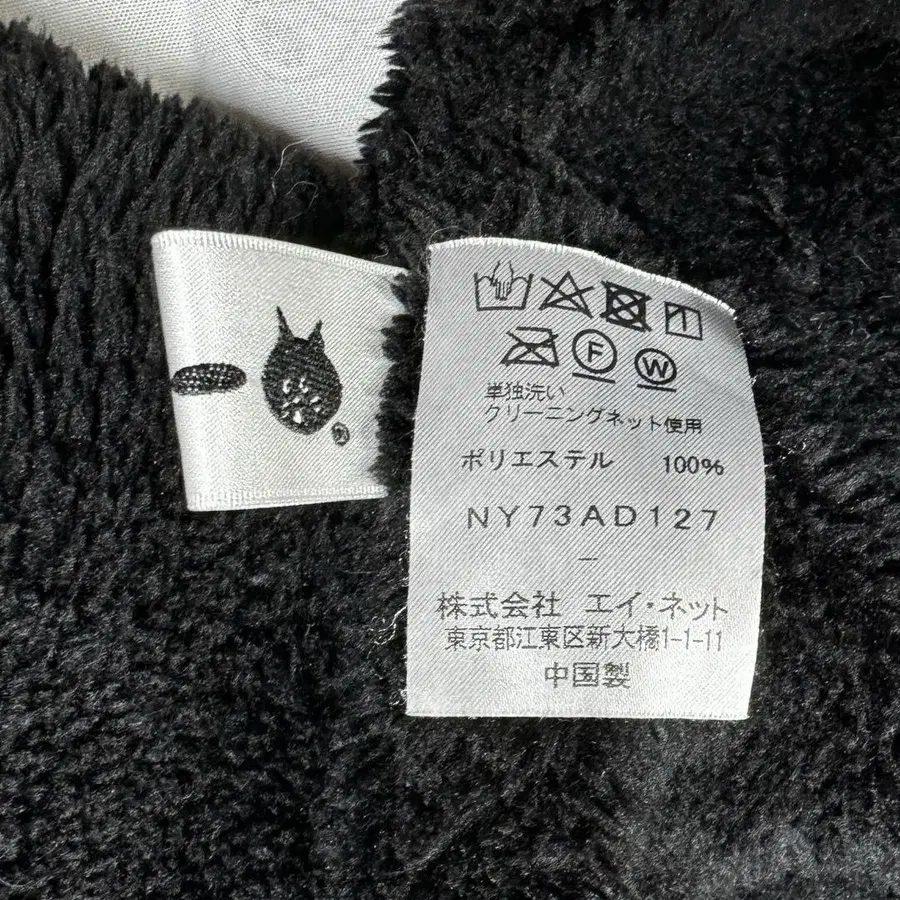 F W
単独洗い
クリーニングネット使用
ポリエステル 100%
NY73AD127
–
株式会社 エイ・ネット
東京都江東区新大橋1-1-11
中国製